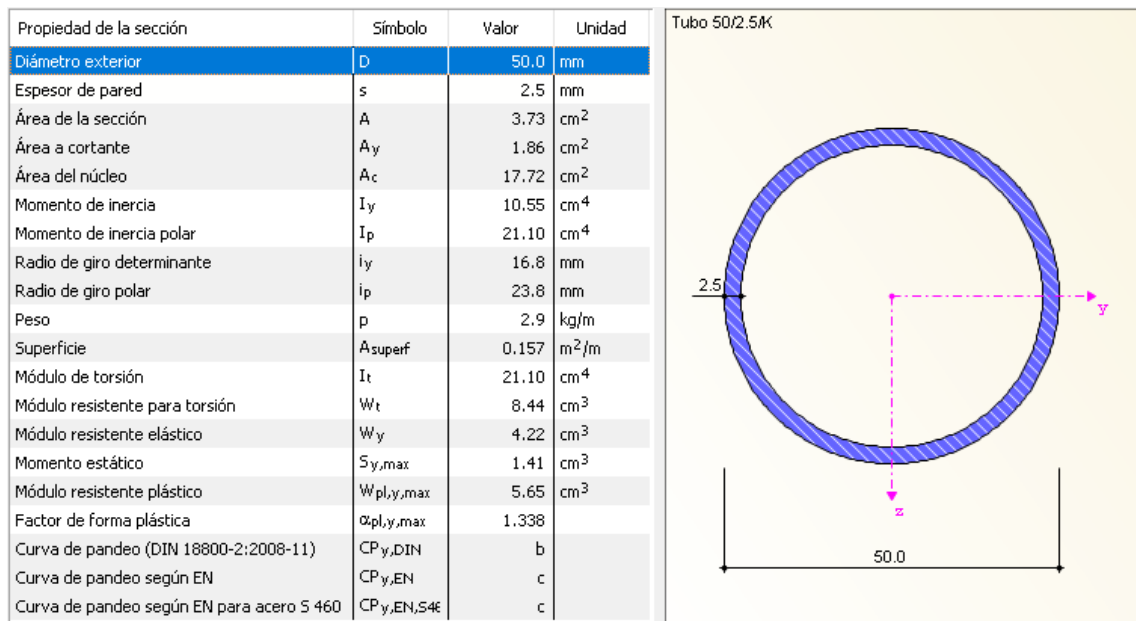 Propiedad de la sección Símbolo Valor Unidad
Diámetro exterior D 50.0 mm
Espesor de pared s 2.5 mm
Área de la sección A 3.73 cm2
Área a cortante Ay 1.86 cm2
Área del núcleo Ac 17.72 cm2
Momento de inercia Iy 10.55 cm4
Momento de inercia polar Ip 21.10 cm4
Radio de giro determinante iy 16.8 mm
Radio de giro polar ip 23.8 mm
Peso p 2.9 kg/m
Superficie Asuperf 0.157 m2/m
Módulo de torsión It 21.10 cm4
Módulo resistente para torsión Wt 8.44 cm3
Módulo resistente elástico Wy 4.22 cm3
Momento estático Sy,max 1.41 cm3
Módulo resistente plástico Wpl,y,max 5.65 cm3
Factor de forma plástica αpl,y,max 1.338
Curva de pandeo (DIN 18800-2:2008-11) CPy,DIN b
Curva de pandeo según EN CPy,EN c
Curva de pandeo según EN para acero S 460 CPy,EN,S46 c
Tubo 50/2.5/K
2.5
y
z
50.0